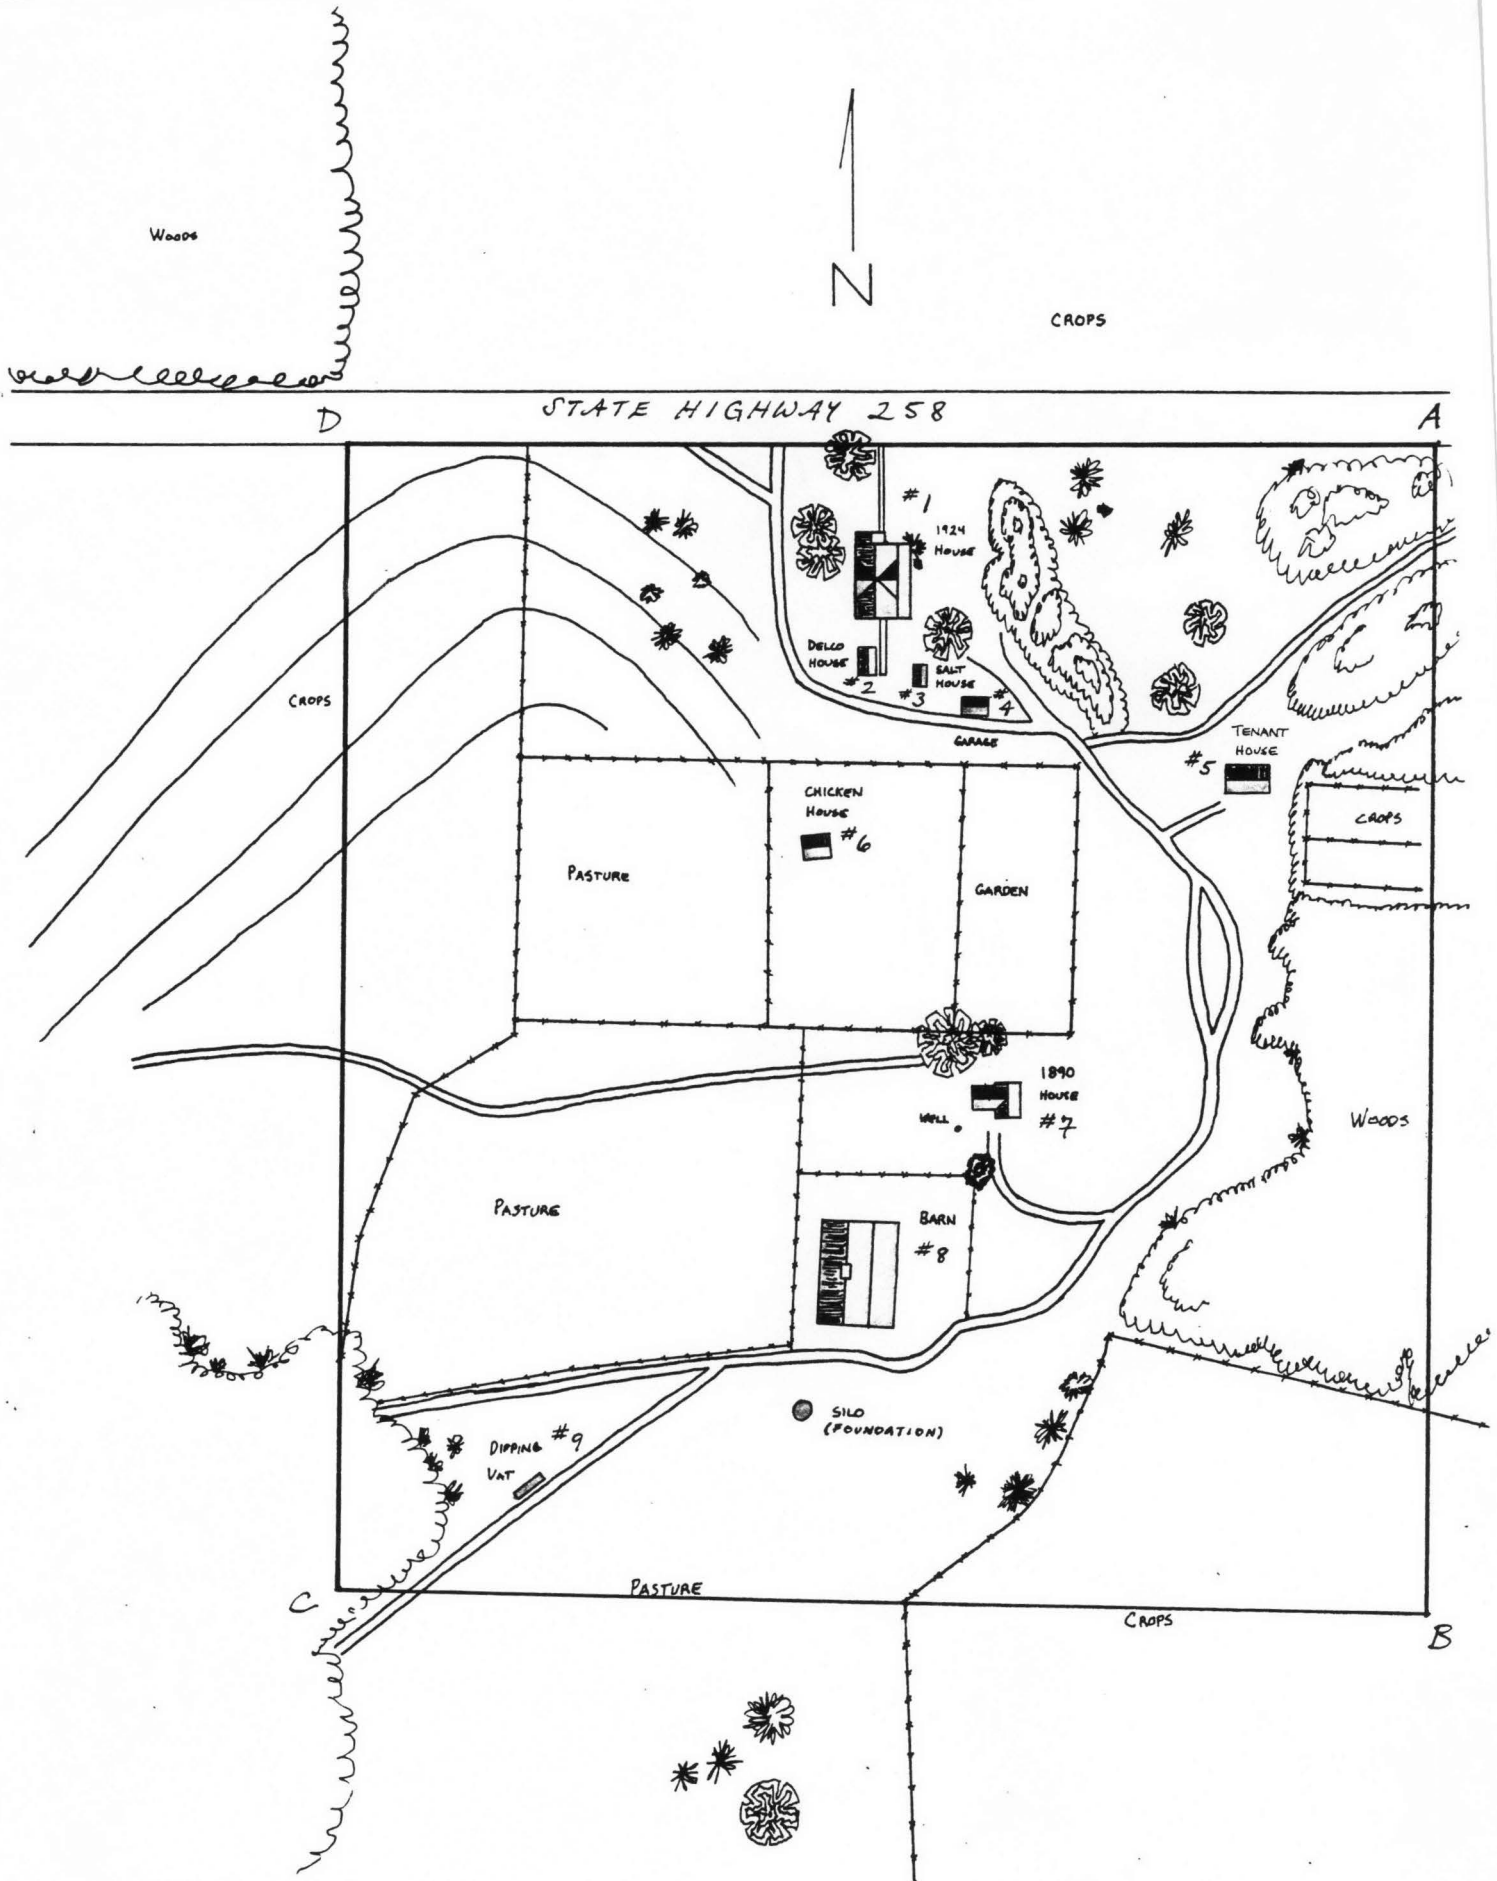 Woods
N
CROPS
STATE HIGHWAY 258
D
A
#1
1924
HOUSE
DELCO
HOUSE
#2
SALT
HOUSE
#3
#4
GARAGE
CROPS
TENANT
HOUSE
#5
CROPS
CHICKEN
HOUSE
#6
PASTURE
GARDEN
1890
HOUSE
#7
WELL
WOODS
PASTURE
BARN
#8
SILO
(FOUNDATION)
DIPPING
VAT
#9
C
PASTURE
CROPS
B